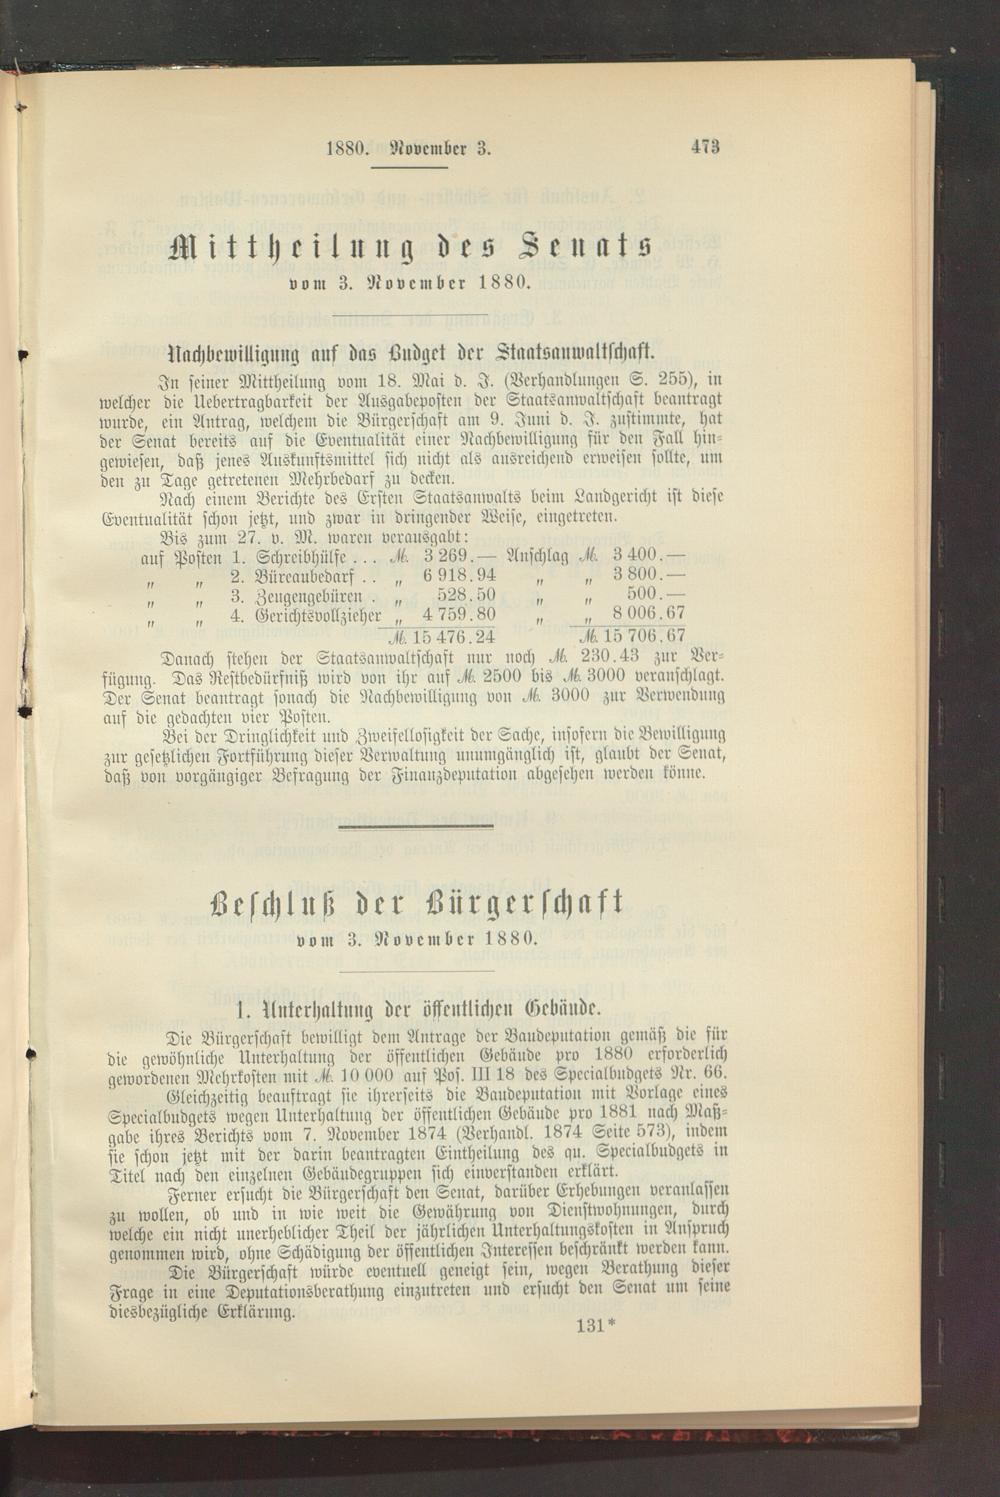 1880. November 3. 473
Mittheilung des Senats
vom 3. November 1880.
Nachbewilligung auf das Budget der Staatsanwaltschaft.
In seiner Mittheilung vom 18. Mai d. J. (Verhandlungen S. 255), in
welcher die Uebertragbarkeit der Ausgabeposten der Staatsanwaltschaft beantragt
wurde, ein Antrag, welchem die Bürgerschaft am 9. Juni d. J. zustimmte, hat
der Senat bereits auf die Eventualität einer Nachbewilligung für den Fall hin-
gewiesen, daß jenes Auskunftsmittel sich nicht als ausreichend erweisen sollte, um
den zu Tage getretenen Mehrbedarf zu decken.
Nach einem Berichte des Ersten Staatsanwalts beim Landgericht ist diese
Eventualität schon jetzt, und zwar in dringender Weise, eingetreten.
Bis zum 27. v. M. waren verausgabt:
auf Posten 1. Schreibhülfe . . . M. 3 269.— Anschlag M. 3 400.—
„ „ 2. Büreaubedarf . . „ 6 918.94 „ „ 3 800.—
„ „ 3. Zeugengebüren . „ 528.50 „ „ 500.—
„ „ 4. Gerichtsvollzieher „ 4 759.80 „ „ 8 006.67
M. 15 476.24 M. 15 706.67
Danach stehen der Staatsanwaltschaft nur noch M. 230.43 zur Ver-
fügung. Das Restbedürfniß wird von ihr auf M. 2500 bis M. 3000 veranschlagt.
Der Senat beantragt sonach die Nachbewilligung von M. 3000 zur Verwendung
auf die gedachten vier Posten.
Bei der Dringlichkeit und Zweifellosigkeit der Sache, insofern die Bewilligung
zur gesetzlichen Fortführung dieser Verwaltung unumgänglich ist, glaubt der Senat,
daß von vorgängiger Befragung der Finanzdeputation abgesehen werden könne.
Beschluß der Bürgerschaft
vom 3. November 1880.
1. Unterhaltung der öffentlichen Gebäude.
Die Bürgerschaft bewilligt dem Antrage der Baudeputation gemäß die für
die gewöhnliche Unterhaltung der öffentlichen Gebäude pro 1880 erforderlich
gewordenen Mehrkosten mit M. 10 000 auf Pos. III 18 des Specialbudgets Nr. 66.
Gleichzeitig beauftragt sie ihrerseits die Baudeputation mit Vorlage eines
Specialbudgets wegen Unterhaltung der öffentlichen Gebäude pro 1881 nach Maß-
gabe ihres Berichts vom 7. November 1874 (Verhandl. 1874 Seite 573), indem
sie schon jetzt mit der darin beantragten Eintheilung des qu. Specialbudgets in
Titel nach den einzelnen Gebäudegruppen sich einverstanden erklärt.
Ferner ersucht die Bürgerschaft den Senat, darüber Erhebungen veranlassen
zu wollen, ob und in wie weit die Gewährung von Dienstwohnungen, durch
welche ein nicht unerheblicher Theil der jährlichen Unterhaltungskosten in Anspruch
genommen wird, ohne Schädigung der öffentlichen Interessen beschränkt werden kann.
Die Bürgerschaft würde eventuell geneigt sein, wegen Berathung dieser
Frage in eine Deputationsberathung einzutreten und ersucht den Senat um seine
diesbezügliche Erklärung.
131*